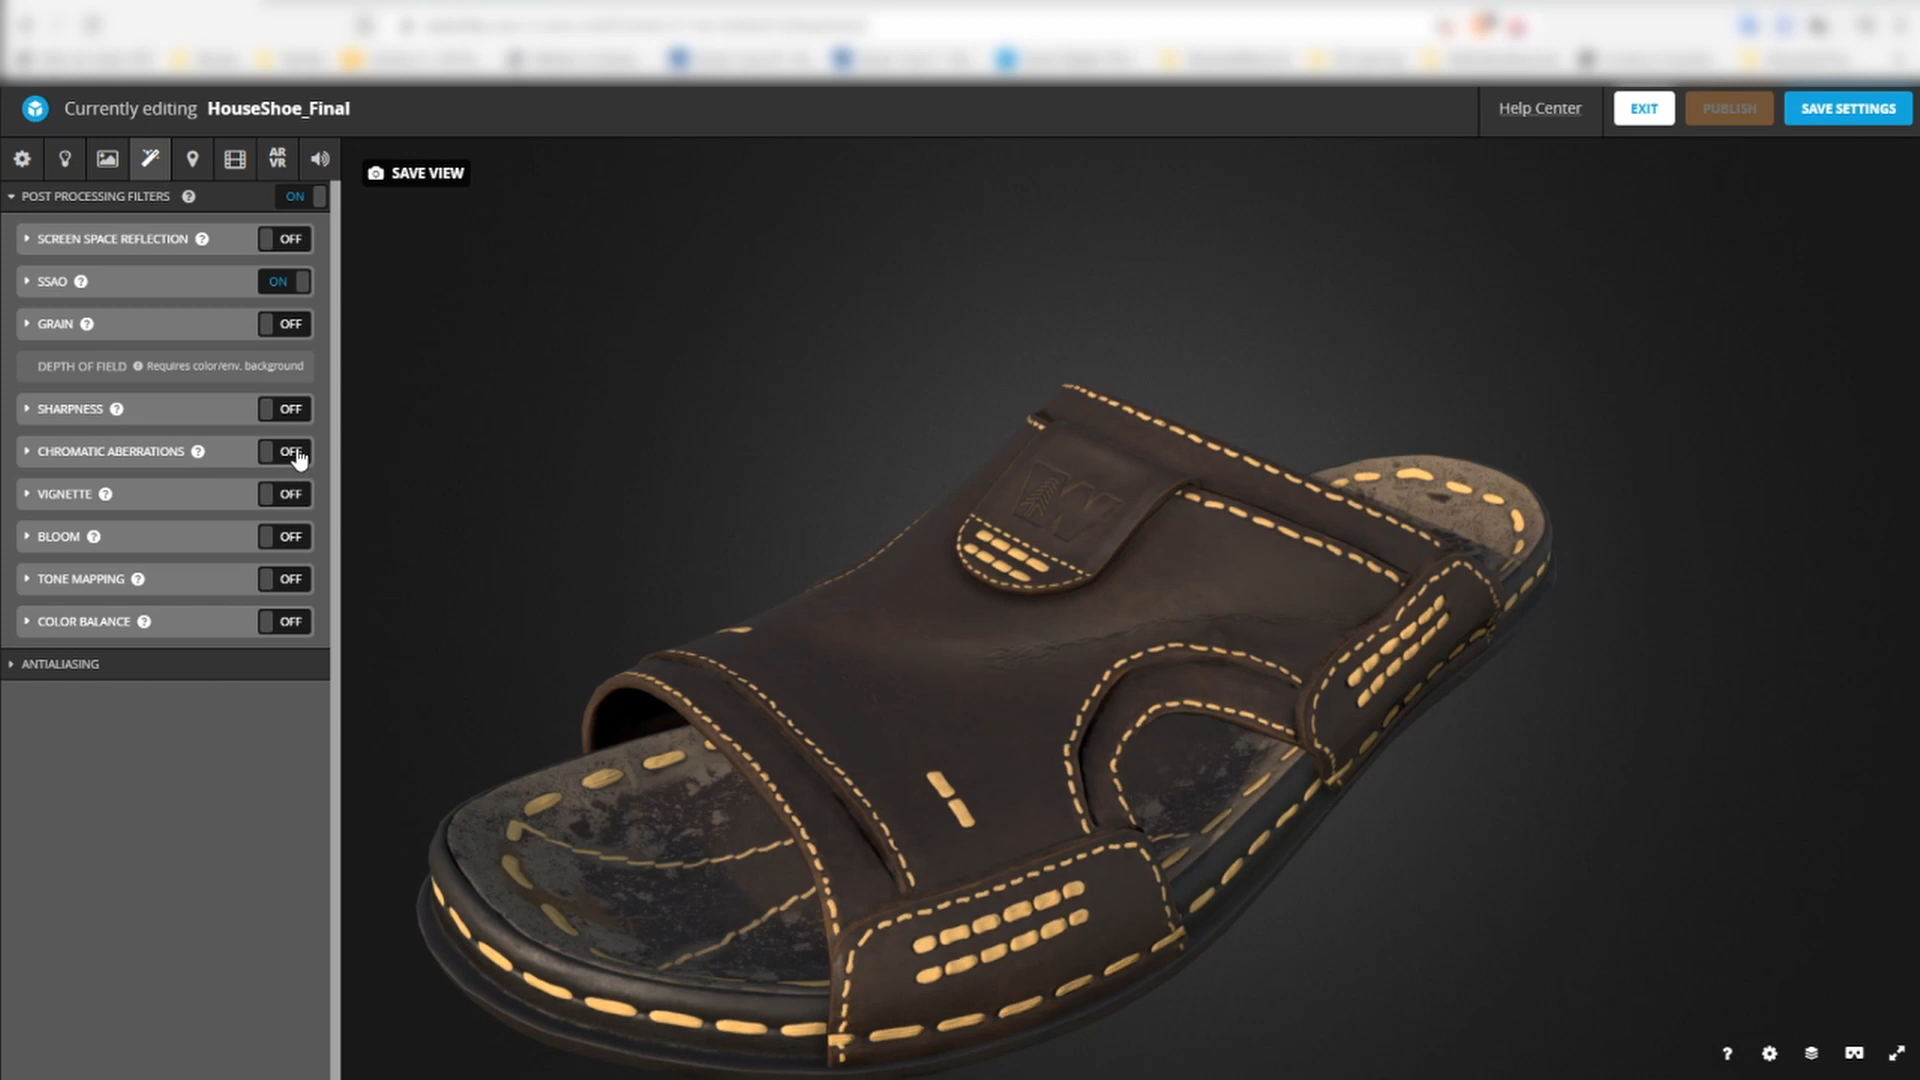 Currently editing HouseShoe_Final
Help Center
EXIT
PUBLISH
SAVE SETTINGS
AR
VR
SAVE VIEW
POST PROCESSING FILTERS ? ON
SCREEN SPACE REFLECTION ? OFF
SSAO ? ON
GRAIN ? OFF
DEPTH OF FIELD Requires color/env. background
SHARPNESS ? OFF
CHROMATIC ABERRATIONS ? OFF
VIGNETTE ? OFF
BLOOM ? OFF
TONE MAPPING ? OFF
COLOR BALANCE ? OFF
ANTIALIASING
W
?